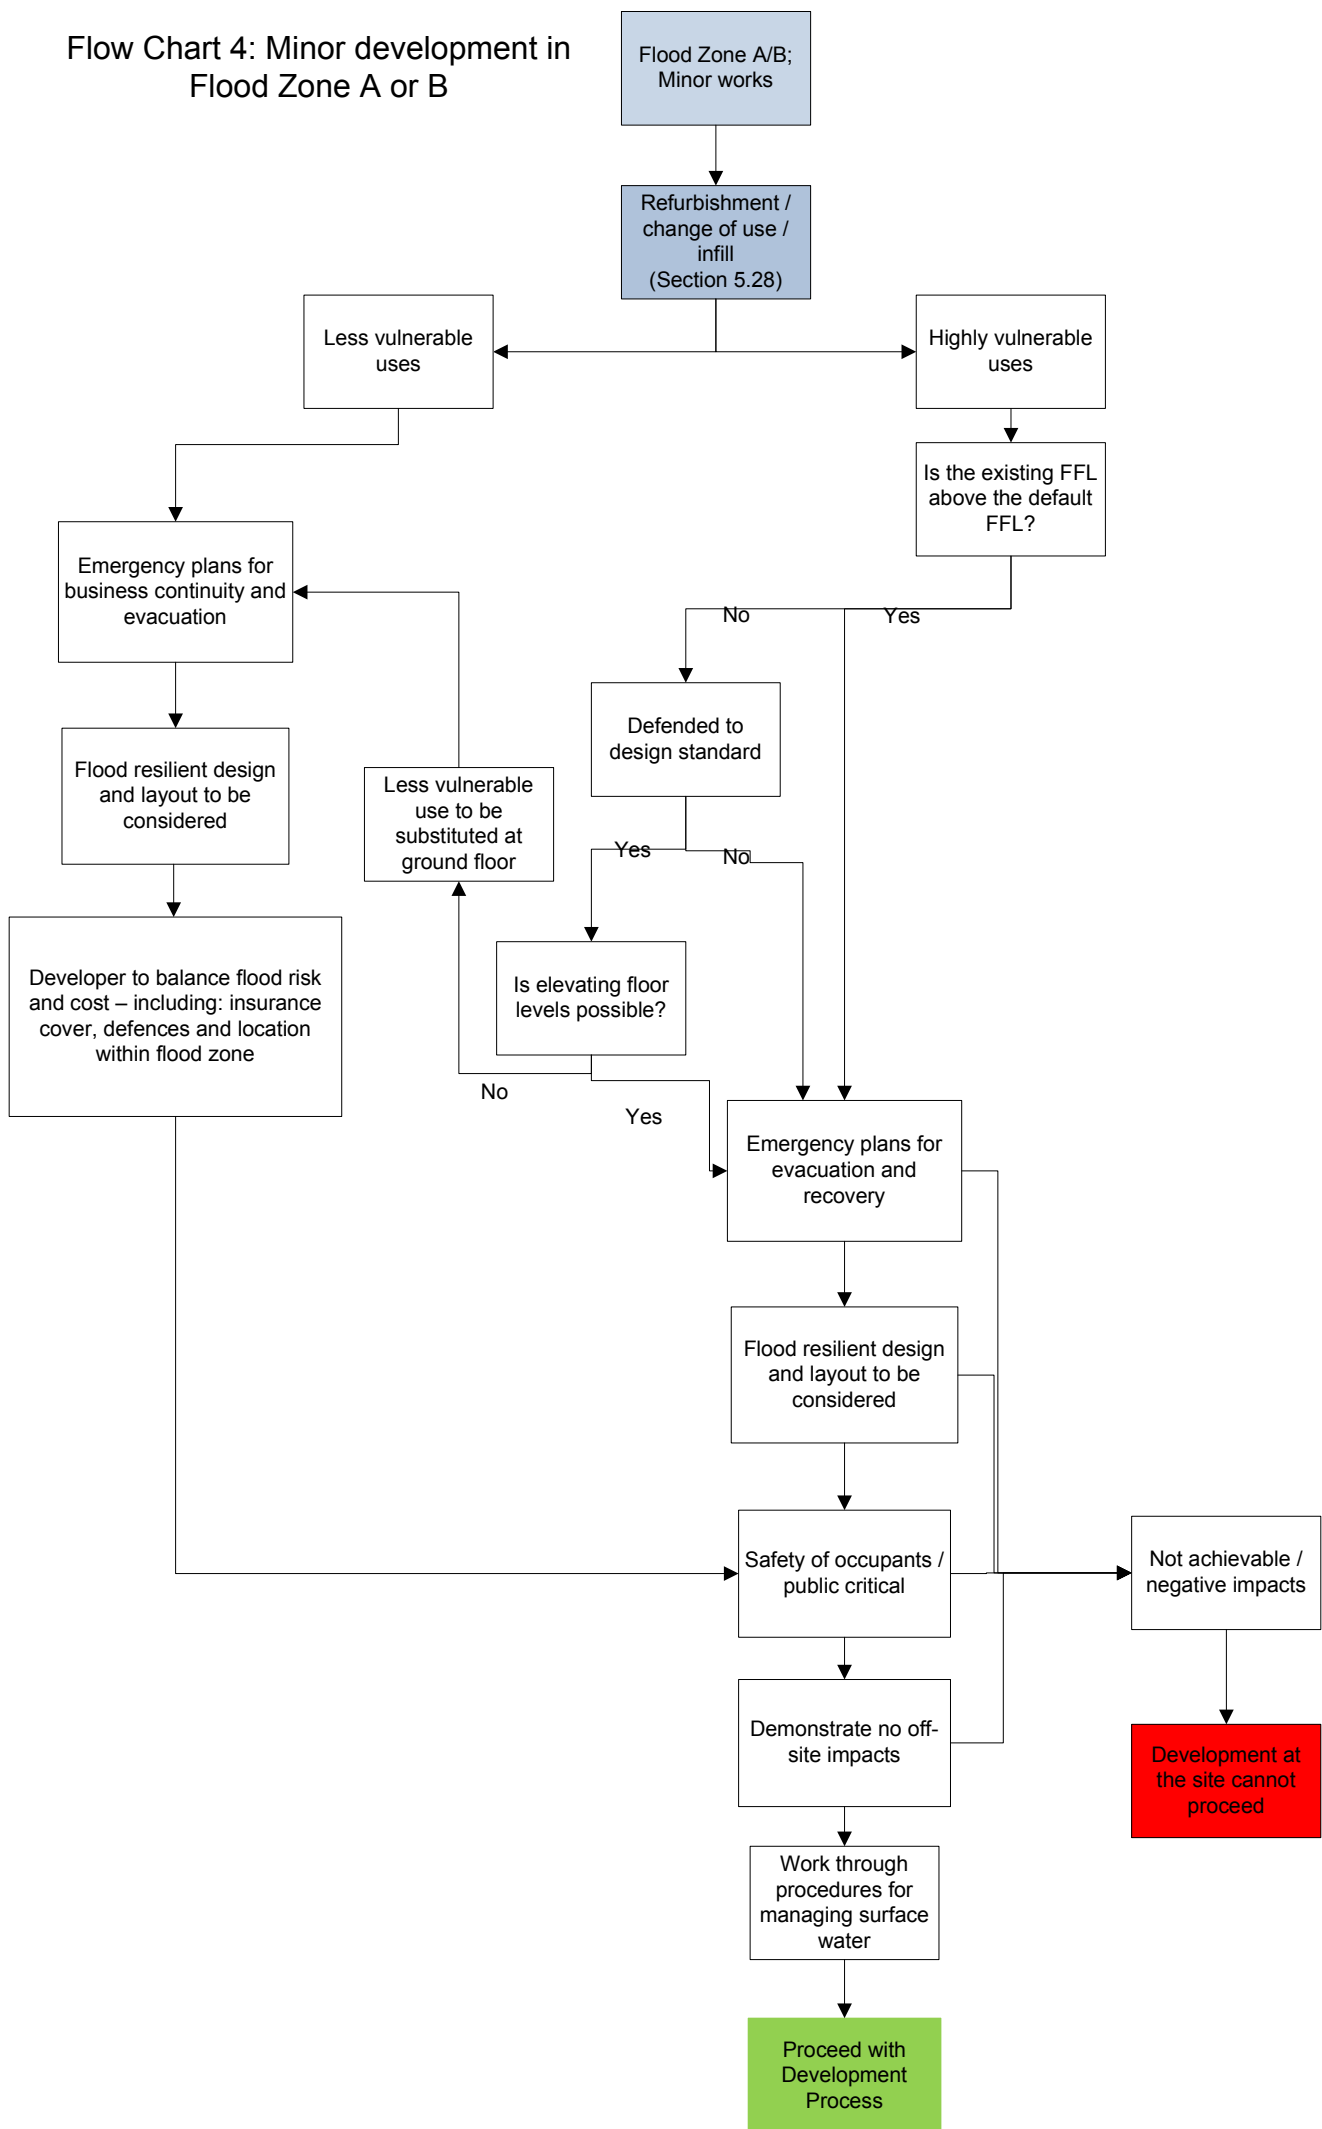 Flow Chart 4: Minor development in
Flood Zone A or B
Flood Zone A/B;
Minor works
Refurbishment /
change of use /
infill
(Section 5.28)
Less vulnerable
uses
Highly vulnerable
uses
Is the existing FFL
above the default
FFL?
Emergency plans for
business continuity and
evacuation
No
Yes
Defended to
design standard
Flood resilient design
and layout to be
considered
Less vulnerable
use to be
substituted at
ground floor
Yes
No
Developer to balance flood risk
and cost – including: insurance
cover, defences and location
within flood zone
Is elevating floor
levels possible?
No
Yes
Emergency plans for
evacuation and
recovery
Flood resilient design
and layout to be
considered
Safety of occupants /
public critical
Not achievable /
negative impacts
Demonstrate no off-
site impacts
Development at
the site cannot
proceed
Work through
procedures for
managing surface
water
Proceed with
Development
Process